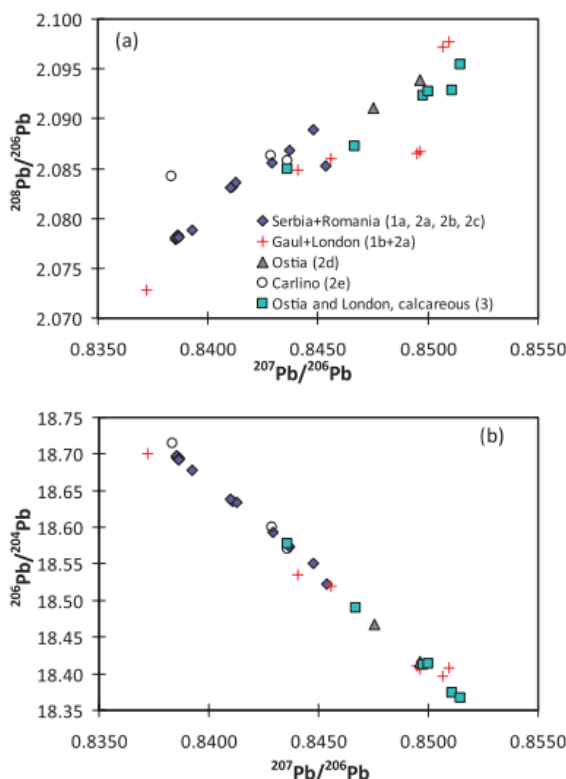 2.100
(a)
2.095
2.090
2.085
2.080
2.075
2.070
²⁰⁸Pb/²⁰⁶Pb
Serbia+Romania (1a, 2a, 2b, 2c)
Gaul+London (1b+2a)
Ostia (2d)
Carlino (2e)
Ostia and London, calcareous (3)
0.8350 0.8400 0.8450 0.8500 0.8550
²⁰⁷Pb/²⁰⁶Pb
18.75
(b)
18.70
18.65
18.60
18.55
18.50
18.45
18.40
18.35
²⁰⁶Pb/²⁰⁴Pb
0.8350 0.8400 0.8450 0.8500 0.8550
²⁰⁷Pb/²⁰⁶Pb